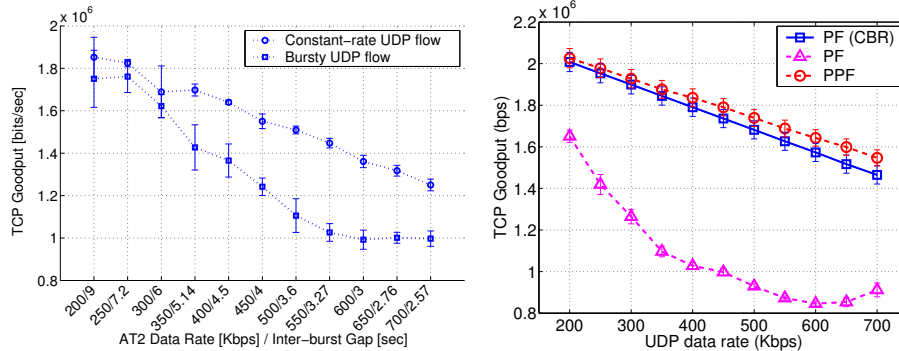 x 10^6
2
1.8
1.6
1.4
1.2
1
0.8
TCP Goodput [bits/sec]
Constant−rate UDP flow
Bursty UDP flow
200/9
250/7.2
300/6
350/5.14
400/4.5
450/4
500/3.6
550/3.27
600/3
650/2.76
700/2.57
AT2 Data Rate [Kbps] / Inter−burst Gap [sec]
x 10^6
2.2
2
1.8
1.6
1.4
1.2
1
0.8
TCP Goodput (bps)
PF (CBR)
PF
PPF
200 300 400 500 600 700
UDP data rate (Kbps)